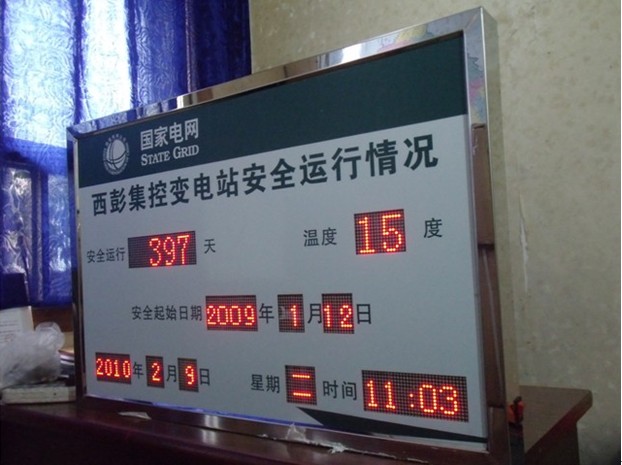 国家电网
STATE GRID
西彭集控变电站安全运行情况
安全运行 397 天 温度 15 度
安全起始日期 2009 年 1 月 12 日
2010 年 2 月 9 日 星期 二 时间 11:03